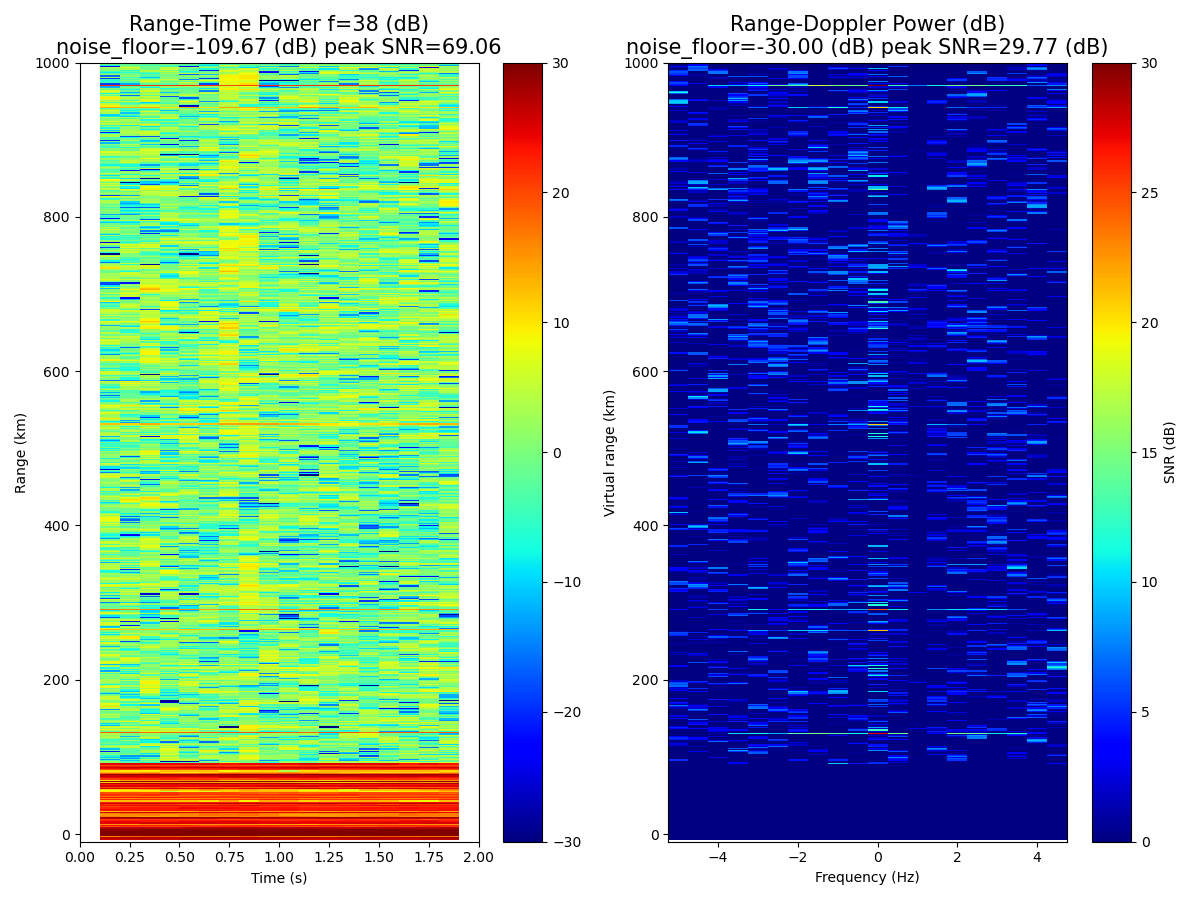 Range-Time Power f=38 (dB)
noise_floor=-109.67 (dB) peak SNR=69.06
Range (km)
1000
800
600
400
200
0
0.00 0.25 0.50 0.75 1.00 1.25 1.50 1.75 2.00
Time (s)
30
20
10
0
−10
−20
−30
Range-Doppler Power (dB)
noise_floor=-30.00 (dB) peak SNR=29.77 (dB)
Virtual range (km)
1000
800
600
400
200
0
−4 −2 0 2 4
Frequency (Hz)
30
25
20
15
10
5
0
SNR (dB)